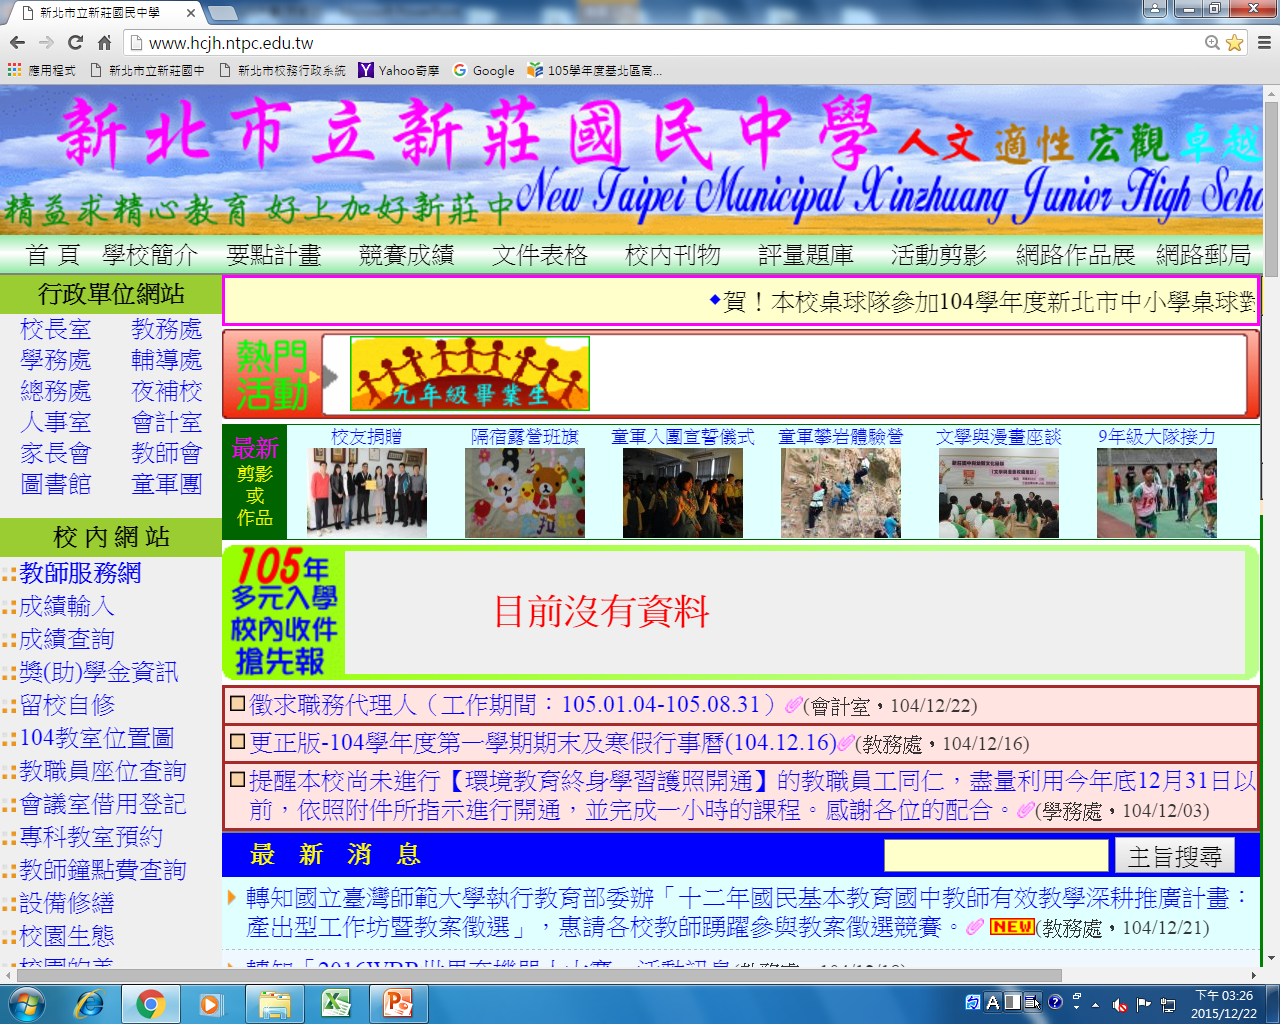 新北市立新莊國民中學
www.hcjh.ntpc.edu.tw
應用程式 新北市立新莊國中 新北市校務行政系統 Yahoo奇摩 Google 105學年度基北區高...
新北市立新莊國民中學 人文 適性 宏觀 卓越
精益求精心教育 好上加好新莊中 New Taipei Municipal Xinzhuang Junior High Scho
首 頁 學校簡介 要點計畫 競賽成績 文件表格 校內刊物 評量題庫 活動剪影 網路作品展 網路郵局
行政單位網站
校長室 教務處
學務處 輔導處
總務處 夜補校
人事室 會計室
家長會 教師會
圖書館 童軍團
校 內 網 站
教師服務網
成績輸入
成績查詢
獎(助)學金資訊
留校自修
104教室位置圖
教職員座位查詢
會議室借用登記
專科教室預約
教師鐘點費查詢
設備修繕
校園生態
校園的美
◆賀！本校桌球隊參加104學年度新北市中小學桌球對
熱門
活動
九年級畢業生
最新
剪影
或
作品
校友捐贈 隔宿露營班旗 童軍入團宣誓儀式 童軍攀岩體驗營 文學與漫畫座談 9年級大隊接力
105年
多元入學
校內收件
搶先報
目前沒有資料
徵求職務代理人（工作期間：105.01.04-105.08.31）(會計室，104/12/22)
更正版-104學年度第一學期期末及寒假行事曆(104.12.16)(教務處，104/12/16)
提醒本校尚未進行【環境教育終身學習護照開通】的教職員工同仁，盡量利用今年底12月31日以
前，依照附件所指示進行開通，並完成一小時的課程。感謝各位的配合。(學務處，104/12/03)
最 新 消 息 主旨搜尋
轉知國立臺灣師範大學執行教育部委辦「十二年國民基本教育國中教師有效教學深耕推廣計畫：
產出型工作坊暨教案徵選」，惠請各校教師踴躍參與教案徵選競賽。NEW(教務處，104/12/21)
下午 03:26
2015/12/22